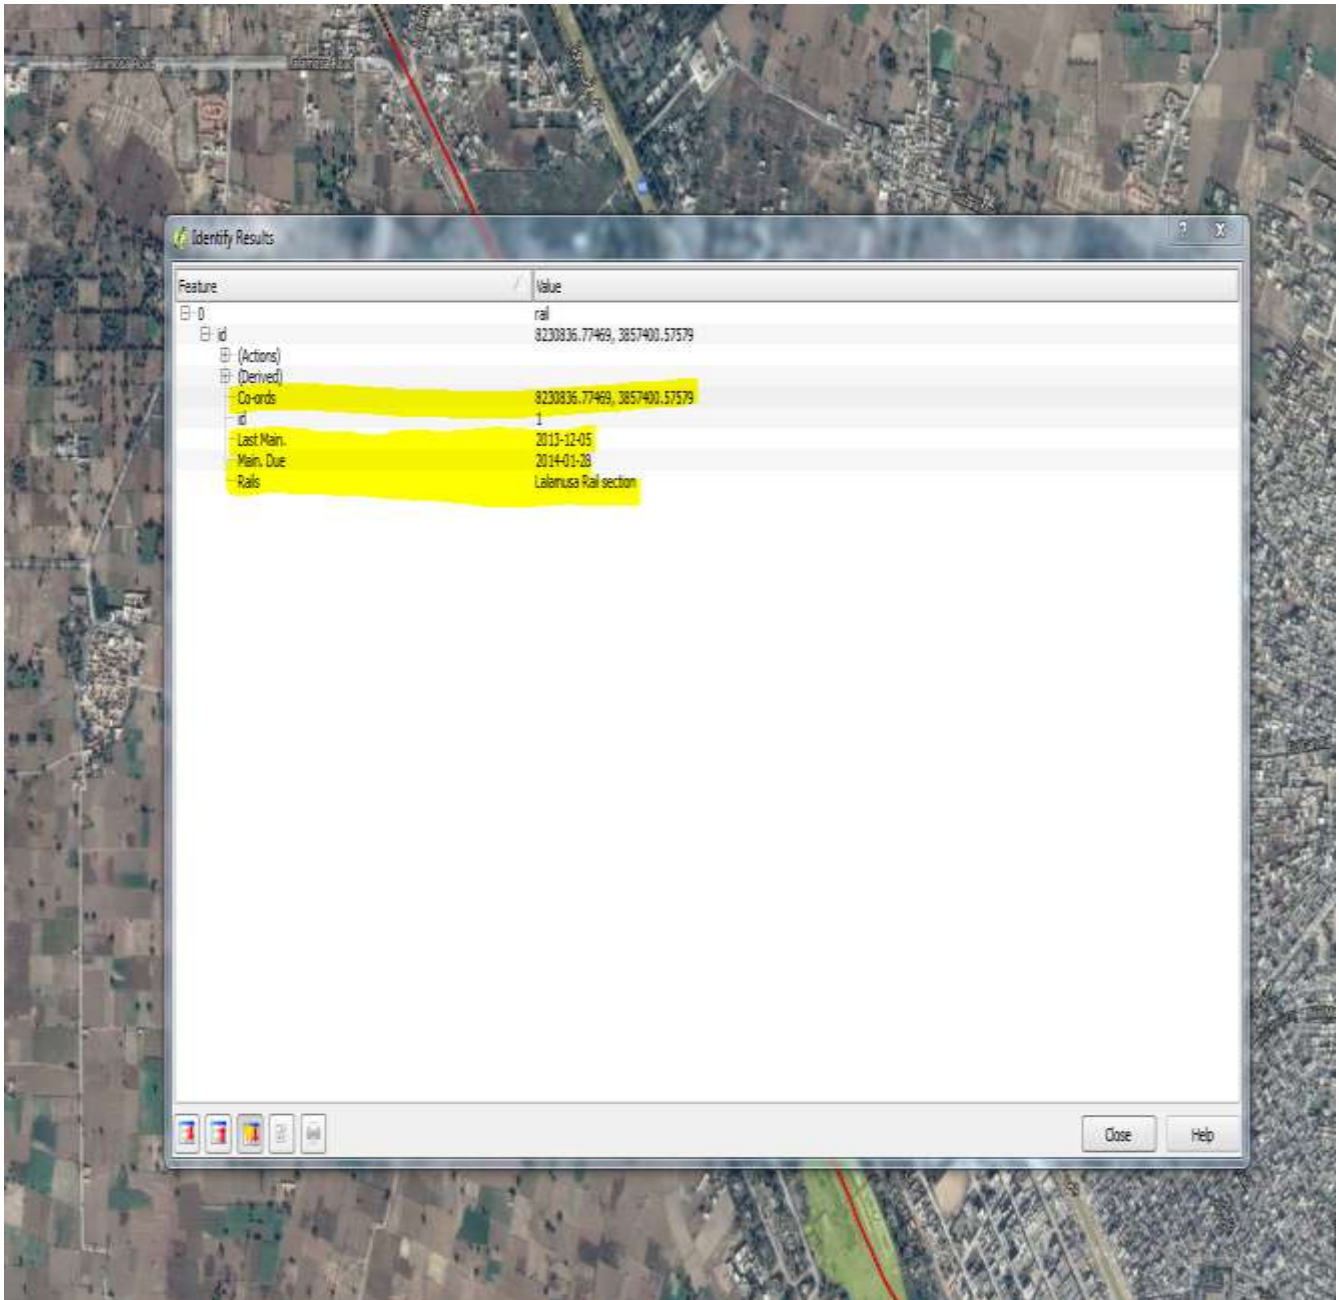 Identify Results
Feature Value
0 rail
id 8230836.77469, 3857400.57579
(Actions)
(Derived)
Co-ords 8230836.77469, 3857400.57579
id 1
Last Main. 2013-12-05
Main. Due 2014-01-28
Rails Lalamusa Rail section
Close Help